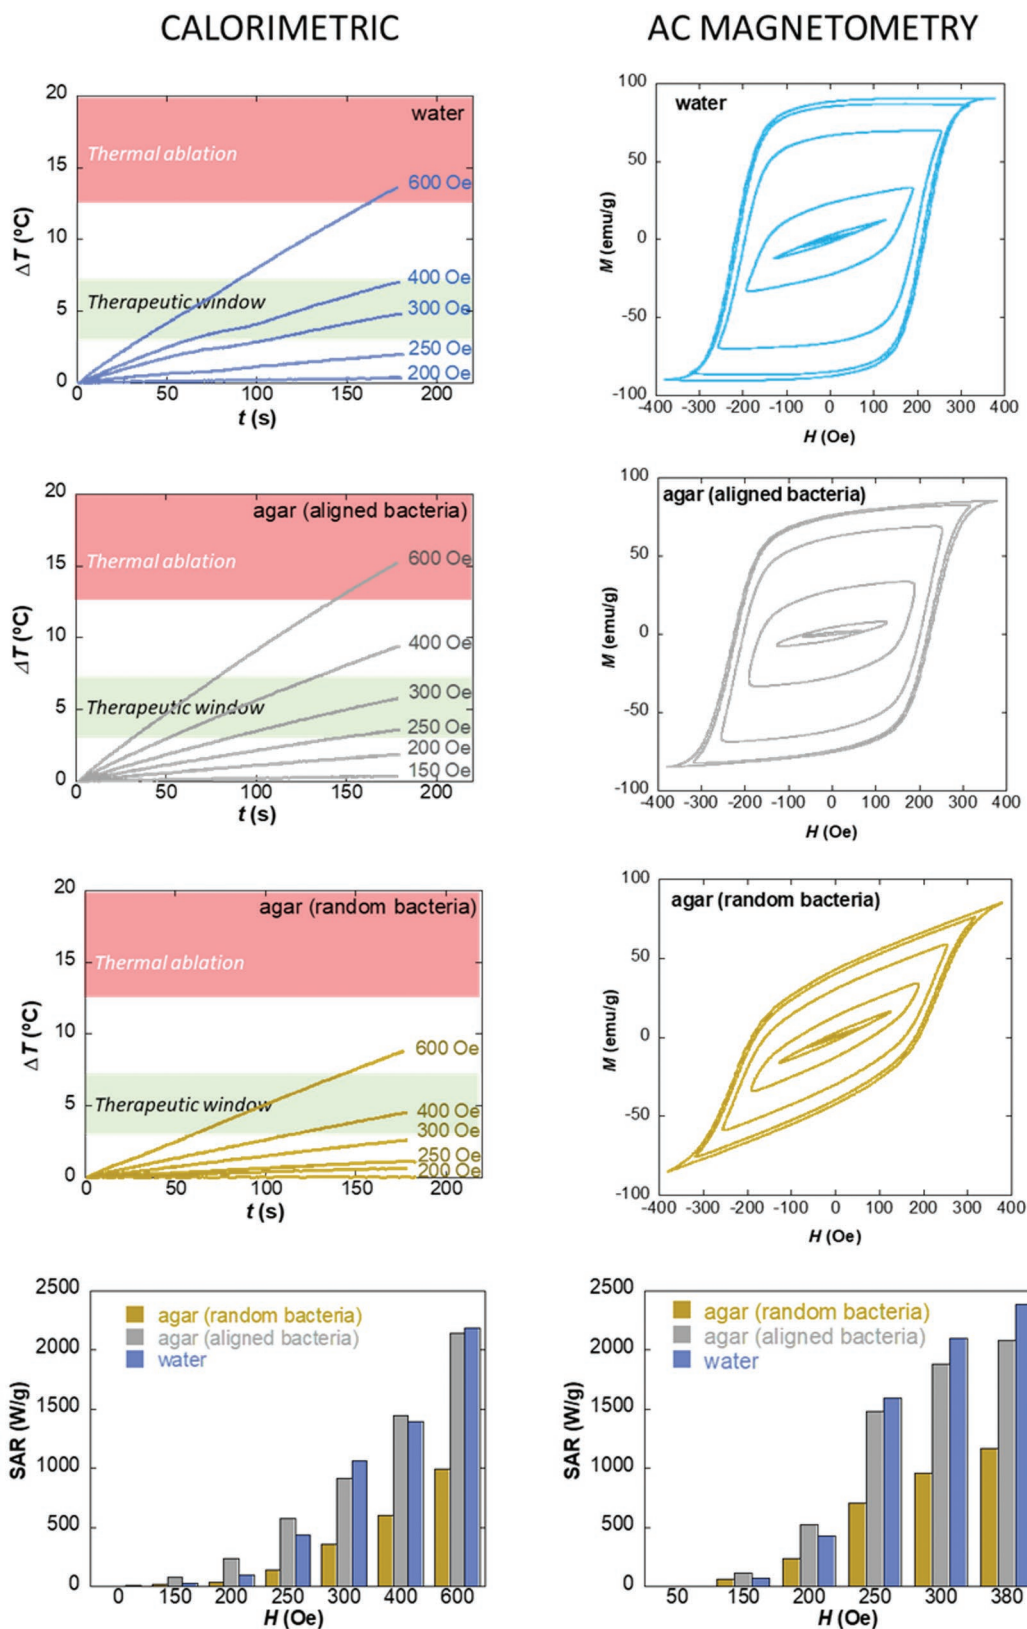 CALORIMETRIC
AC MAGNETOMETRY
20
15
10
5
0
ΔT (ºC)
water
Thermal ablation
600 Oe
400 Oe
Therapeutic window
300 Oe
250 Oe
200 Oe
0 50 100 150 200
t (s)
100
50
0
-50
-100
M (emu/g)
water
-400 -300 -200 -100 0 100 200 300 400
H (Oe)
20
15
10
5
0
ΔT (ºC)
agar (aligned bacteria)
Thermal ablation
600 Oe
400 Oe
300 Oe
Therapeutic window
250 Oe
200 Oe
150 Oe
0 50 100 150 200
t (s)
100
50
0
-50
-100
M (emu/g)
agar (aligned bacteria)
-400 -300 -200 -100 0 100 200 300 400
H (Oe)
20
15
10
5
0
ΔT (ºC)
agar (random bacteria)
Thermal ablation
600 Oe
Therapeutic window
400 Oe
300 Oe
250 Oe
200 Oe
0 50 100 150 200
t (s)
100
50
0
-50
-100
M (emu/g)
agar (random bacteria)
-400 -300 -200 -100 0 100 200 300 400
H (Oe)
2500
2000
1500
1000
500
0
SAR (W/g)
agar (random bacteria)
agar (aligned bacteria)
water
0 150 200 250 300 400 600
H (Oe)
2500
2000
1500
1000
500
0
SAR (W/g)
agar (random bacteria)
agar (aligned bacteria)
water
50 150 200 250 300 380
H (Oe)